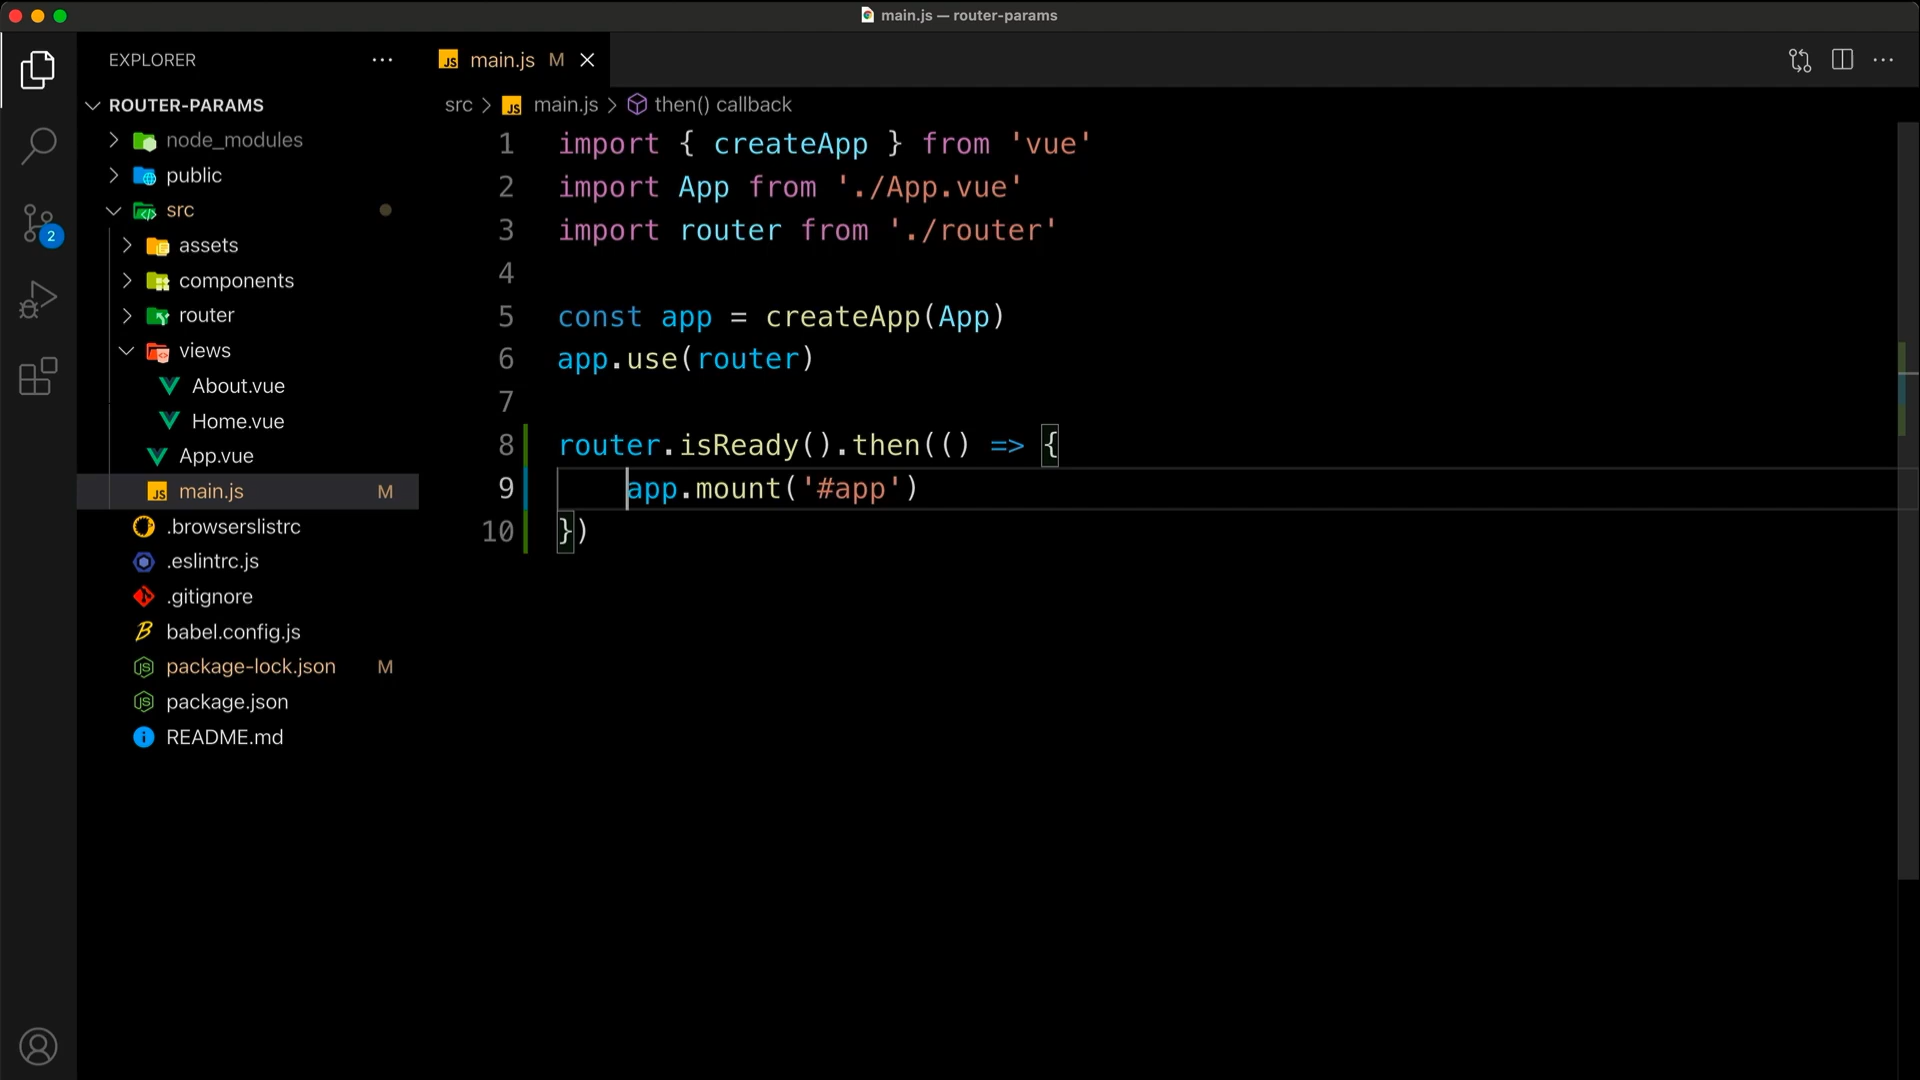 main.js — router-params
EXPLORER
main.js M
ROUTER-PARAMS
src > main.js > then() callback
node_modules
public
src
assets
components
router
views
About.vue
Home.vue
App.vue
main.js M
.browserslistrc
.eslintrc.js
.gitignore
babel.config.js
package-lock.json M
package.json
README.md
2
1 import { createApp } from 'vue'
2 import App from './App.vue'
3 import router from './router'
4
5 const app = createApp(App)
6 app.use(router)
7
8 router.isReady().then(() => {
9 app.mount('#app')
10 })